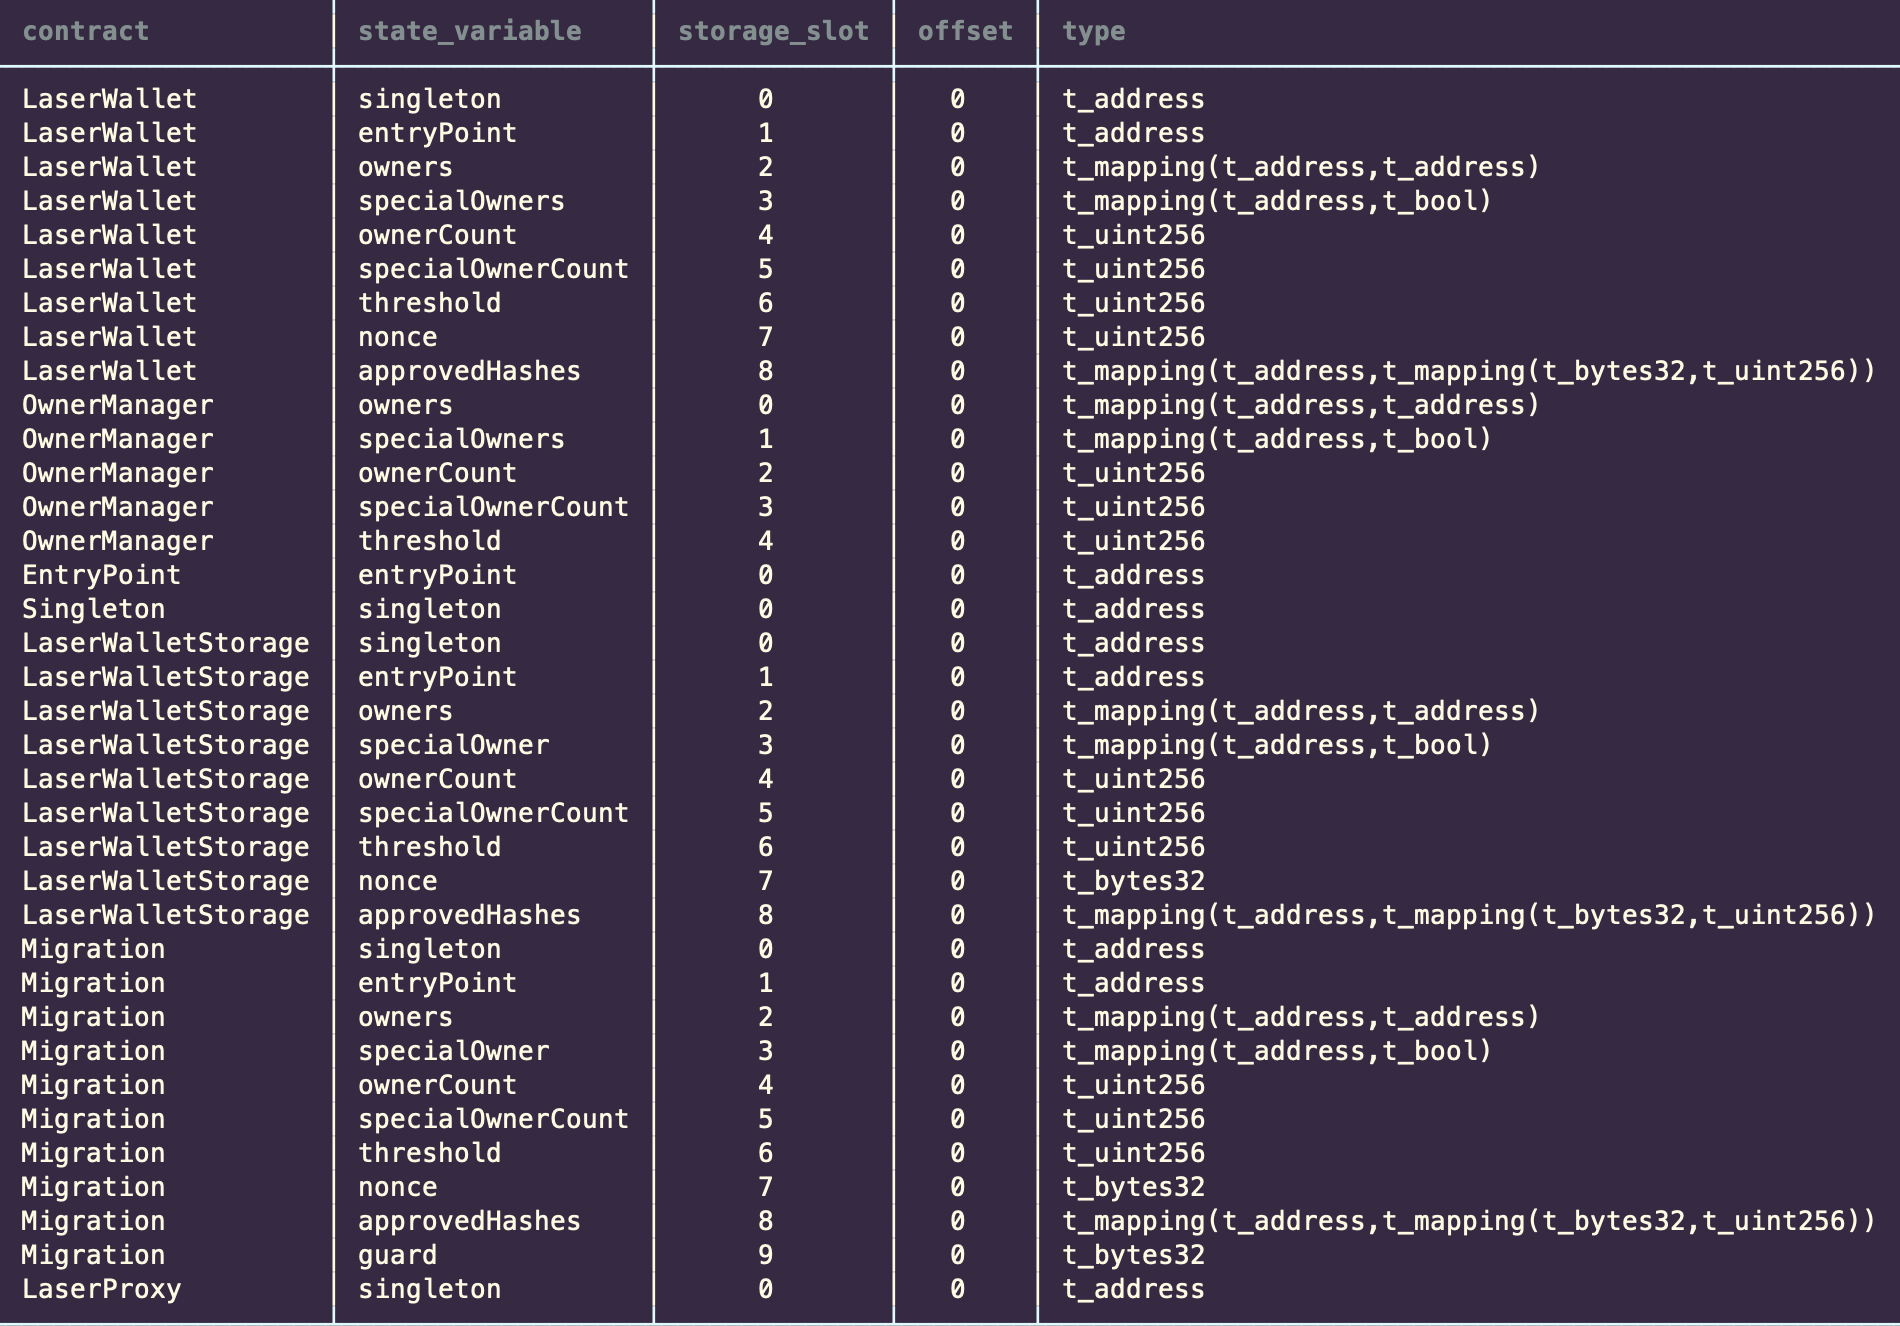 contract state_variable storage_slot offset type
LaserWallet singleton 0 0 t_address
LaserWallet entryPoint 1 0 t_address
LaserWallet owners 2 0 t_mapping(t_address,t_address)
LaserWallet specialOwners 3 0 t_mapping(t_address,t_bool)
LaserWallet ownerCount 4 0 t_uint256
LaserWallet specialOwnerCount 5 0 t_uint256
LaserWallet threshold 6 0 t_uint256
LaserWallet nonce 7 0 t_uint256
LaserWallet approvedHashes 8 0 t_mapping(t_address,t_mapping(t_bytes32,t_uint256))
OwnerManager owners 0 0 t_mapping(t_address,t_address)
OwnerManager specialOwners 1 0 t_mapping(t_address,t_bool)
OwnerManager ownerCount 2 0 t_uint256
OwnerManager specialOwnerCount 3 0 t_uint256
OwnerManager threshold 4 0 t_uint256
EntryPoint entryPoint 0 0 t_address
Singleton singleton 0 0 t_address
LaserWalletStorage singleton 0 0 t_address
LaserWalletStorage entryPoint 1 0 t_address
LaserWalletStorage owners 2 0 t_mapping(t_address,t_address)
LaserWalletStorage specialOwner 3 0 t_mapping(t_address,t_bool)
LaserWalletStorage ownerCount 4 0 t_uint256
LaserWalletStorage specialOwnerCount 5 0 t_uint256
LaserWalletStorage threshold 6 0 t_uint256
LaserWalletStorage nonce 7 0 t_bytes32
LaserWalletStorage approvedHashes 8 0 t_mapping(t_address,t_mapping(t_bytes32,t_uint256))
Migration singleton 0 0 t_address
Migration entryPoint 1 0 t_address
Migration owners 2 0 t_mapping(t_address,t_address)
Migration specialOwner 3 0 t_mapping(t_address,t_bool)
Migration ownerCount 4 0 t_uint256
Migration specialOwnerCount 5 0 t_uint256
Migration threshold 6 0 t_uint256
Migration nonce 7 0 t_bytes32
Migration approvedHashes 8 0 t_mapping(t_address,t_mapping(t_bytes32,t_uint256))
Migration guard 9 0 t_bytes32
LaserProxy singleton 0 0 t_address